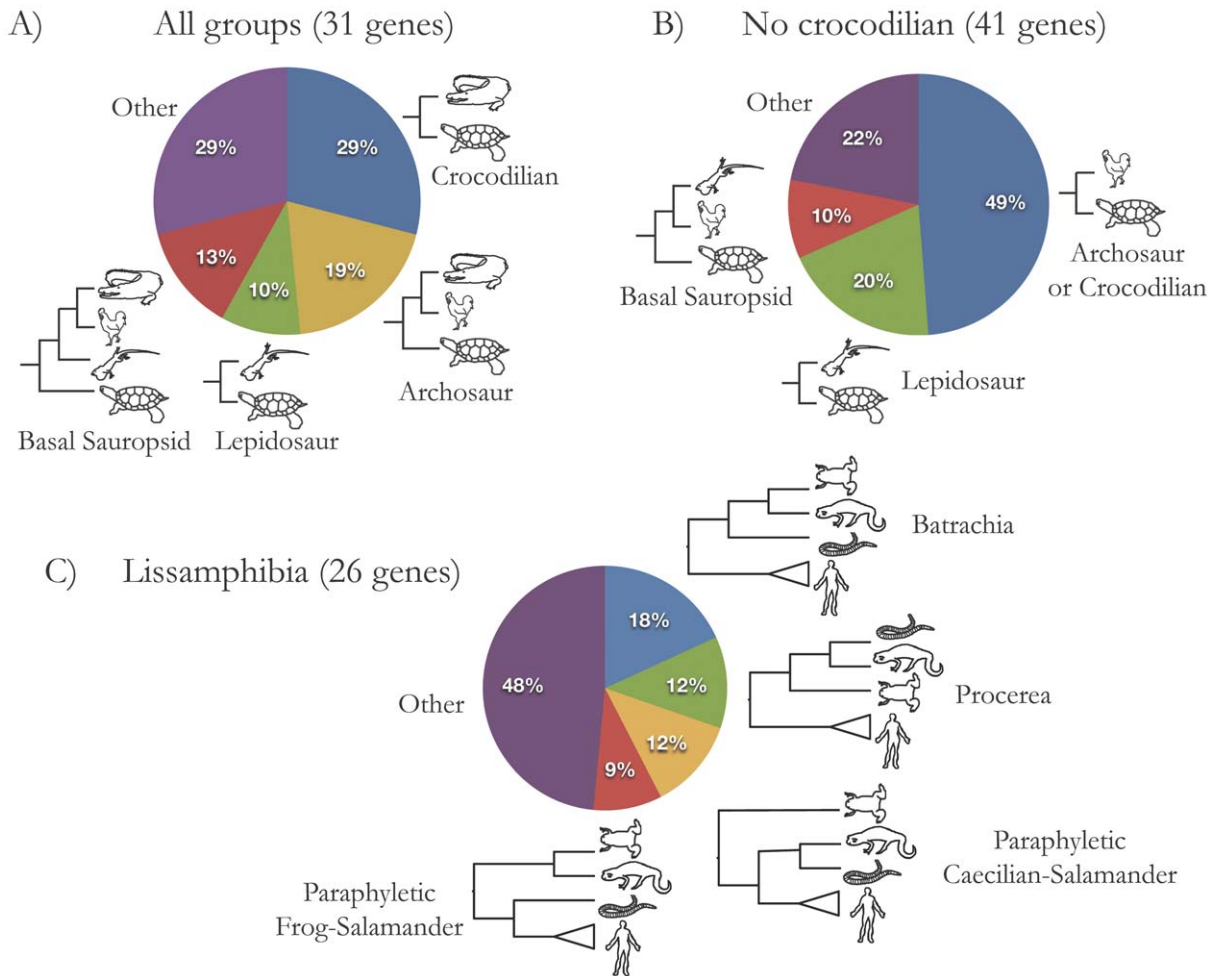 A) All groups (31 genes)
Other
29%
29%
13%
10%
19%
Crocodilian
Archosaur
Basal Sauropsid
Lepidosaur
B) No crocodilian (41 genes)
Other
22%
49%
10%
20%
Basal Sauropsid
Archosaur
or Crocodilian
Lepidosaur
C) Lissamphibia (26 genes)
Other
48%
18%
12%
12%
9%
Batrachia
Procerea
Paraphyletic
Caecilian-Salamander
Paraphyletic
Frog-Salamander